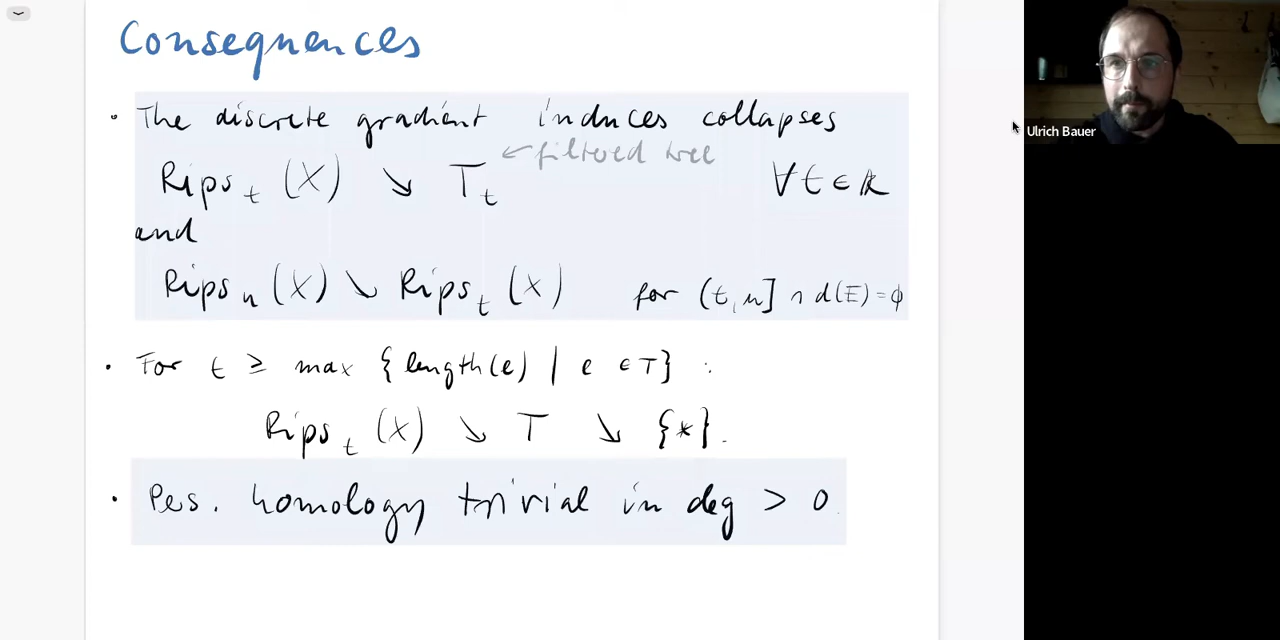 Consequences
• The discrete gradient induces collapses
Rips_t (X) ↘ T_t ← filtered tree ∀ t ∈ ℝ
and
Rips_u (X) ↘ Rips_t (X) for (t, u] ∩ d(E) = ∅
• For t ≥ max { length(e) | e ∈ T } :
Rips_t (X) ↘ T ↘ {*}.
• Pes. homology trivial in deg > 0.
Ulrich Bauer